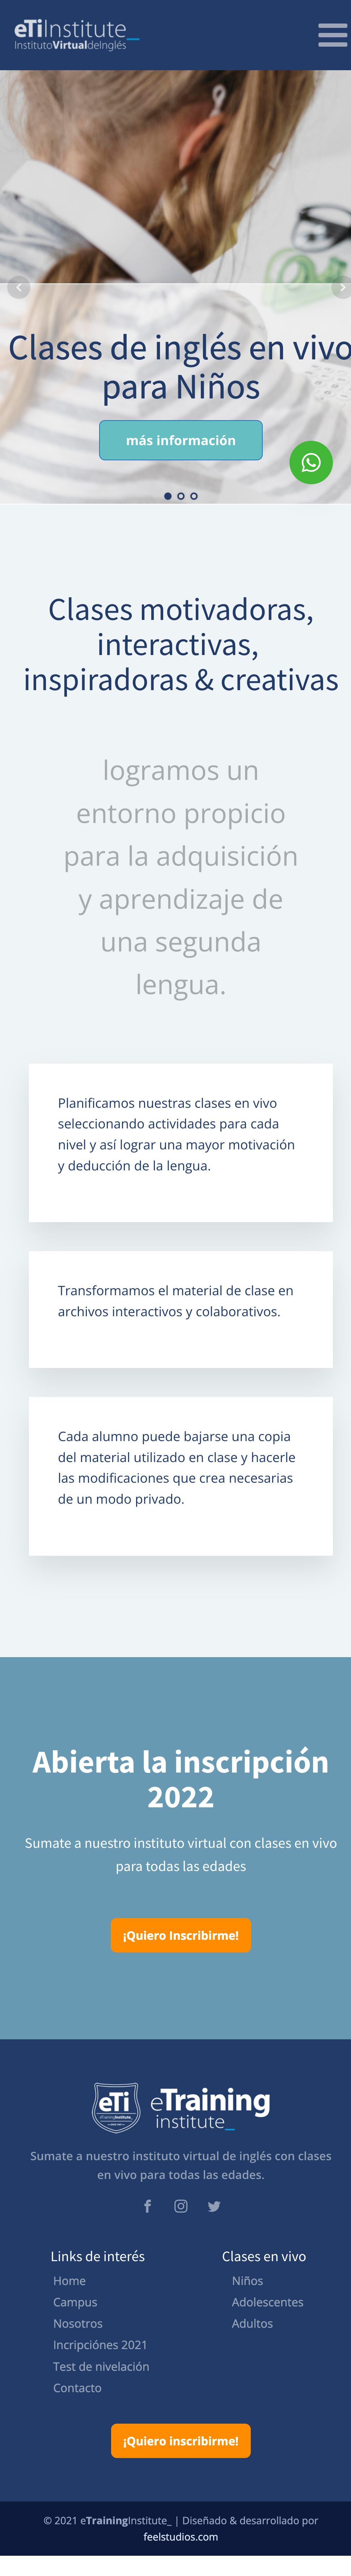 eTiInstitute_
InstitutoVirtualdeInglés
Clases de inglés en vivo
para Niños
más información
Clases motivadoras,
interactivas,
inspiradoras & creativas
logramos un
entorno propicio
para la adquisición
y aprendizaje de
una segunda
lengua.
Planificamos nuestras clases en vivo
seleccionando actividades para cada
nivel y así lograr una mayor motivación
y deducción de la lengua.
Transformamos el material de clase en
archivos interactivos y colaborativos.
Cada alumno puede bajarse una copia
del material utilizado en clase y hacerle
las modificaciones que crea necesarias
de un modo privado.
Abierta la inscripción
2022
Sumate a nuestro instituto virtual con clases en vivo
para todas las edades
¡Quiero Inscribirme!
eTi
eTraining
institute_
Sumate a nuestro instituto virtual de inglés con clases
en vivo para todas las edades.
Links de interés
Home
Campus
Nosotros
Incripciónes 2021
Test de nivelación
Contacto
Clases en vivo
Niños
Adolescentes
Adultos
¡Quiero inscribirme!
© 2021 eTrainingInstitute_ | Diseñado & desarrollado por
feelstudios.com